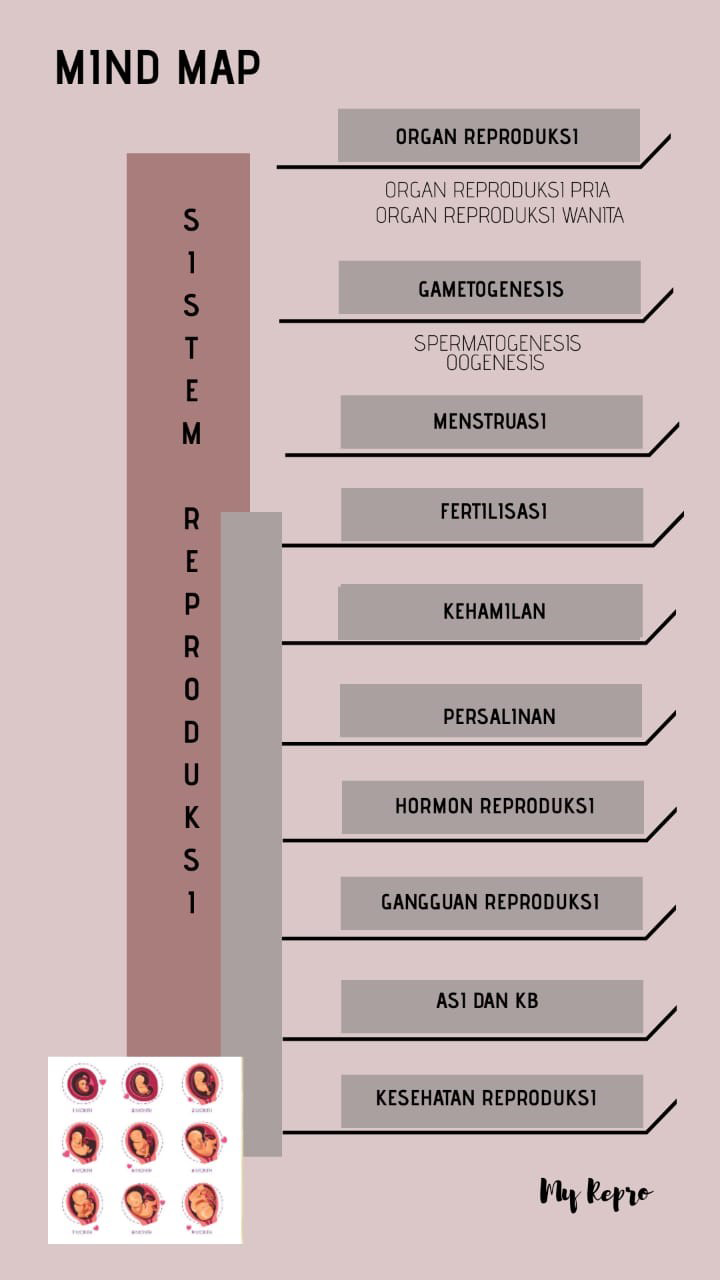 MIND MAP
SISTEM REPRODUKSI
ORGAN REPRODUKSI
ORGAN REPRODUKSI PRIA
ORGAN REPRODUKSI WANITA
GAMETOGENESIS
SPERMATOGENESIS
OOGENESIS
MENSTRUASI
FERTILISASI
KEHAMILAN
PERSALINAN
HORMON REPRODUKSI
GANGGUAN REPRODUKSI
ASI DAN KB
KESEHATAN REPRODUKSI
My Repro